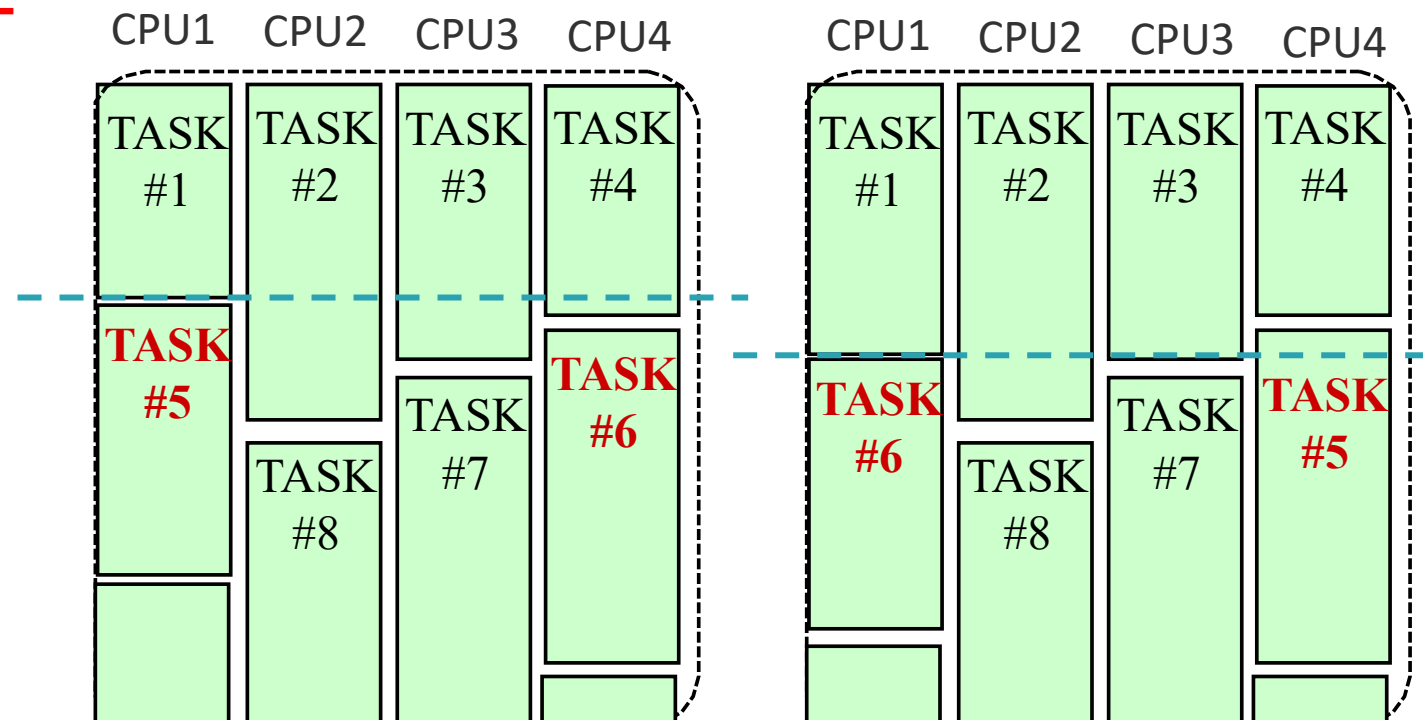 CPU1 CPU2 CPU3 CPU4
TASK #1
TASK #2
TASK #3
TASK #4
TASK #5
TASK #6
TASK #7
TASK #8
CPU1 CPU2 CPU3 CPU4
TASK #1
TASK #2
TASK #3
TASK #4
TASK #6
TASK #5
TASK #7
TASK #8